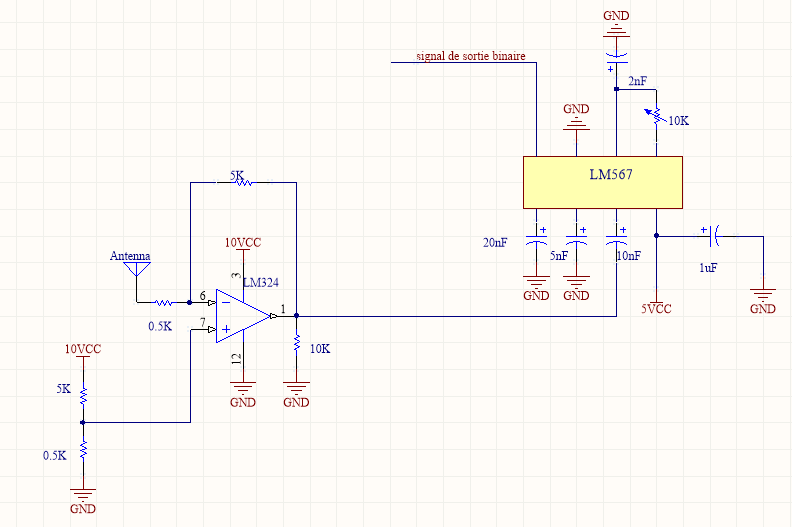 GND
signal de sortie binaire
2nF
GND
10K
LM567
5K
20nF
5nF
10nF
10VCC
Antenna
3
LM324
1uF
GND
GND
6
0.5K
7
1
5VCC
GND
10VCC
10K
12
5K
GND
GND
0.5K
GND